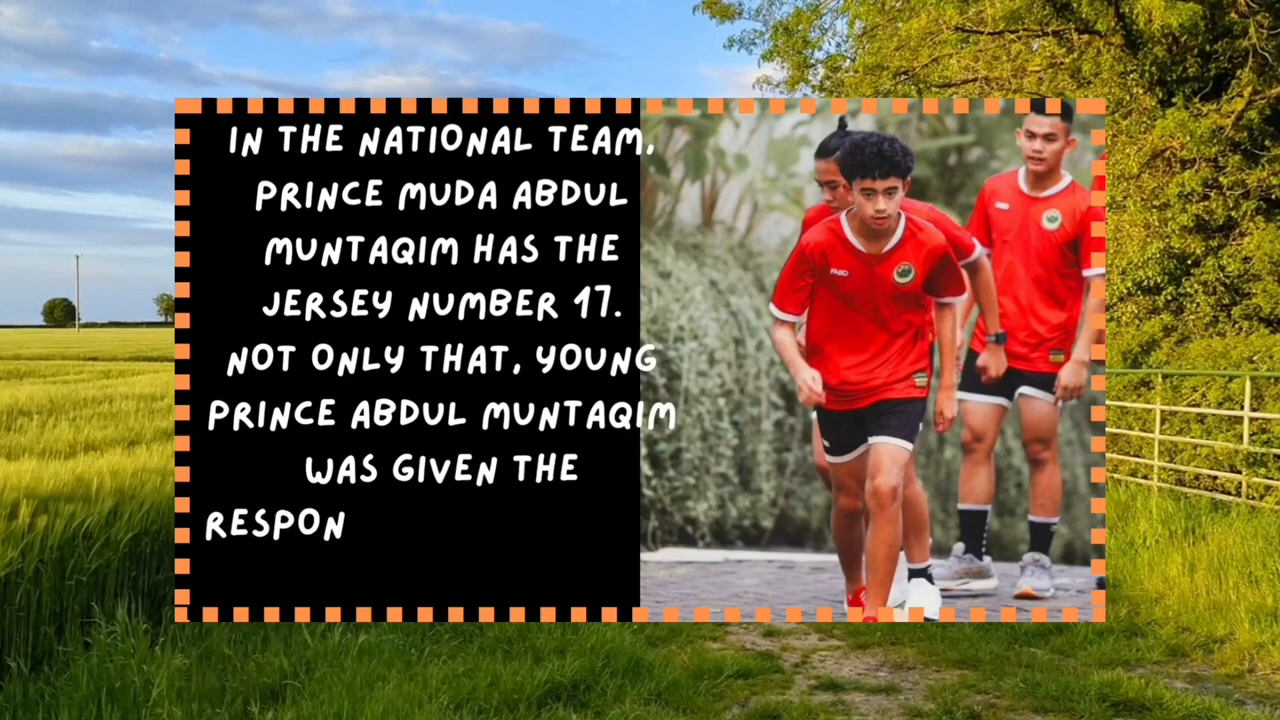 IN THE NATIONAL TEAM,
PRINCE MUDA ABDUL
MUNTAQIM HAS THE
JERSEY NUMBER 17.
NOT ONLY THAT, YOUNG
PRINCE ABDUL MUNTAQIM
WAS GIVEN THE
RESPON
FABD